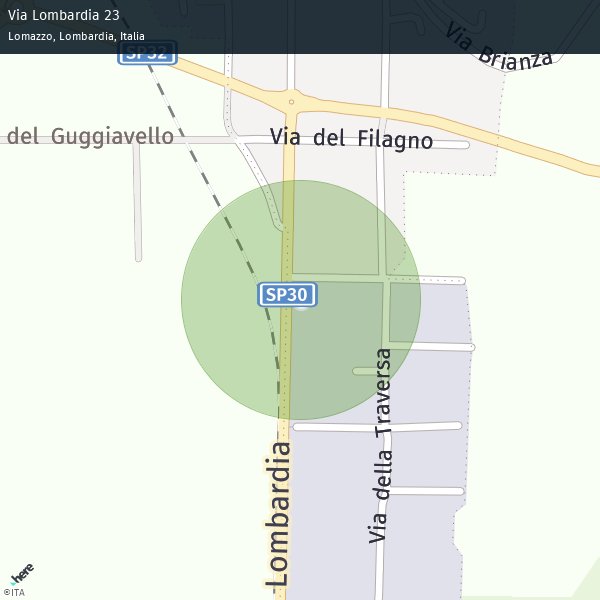 Via Lombardia 23
Lomazzo, Lombardia, Italia
SP32
Via Brianza
del Guggiavello
Via del Filagno
SP30
Via della Traversa
Lombardia
here
©ITA